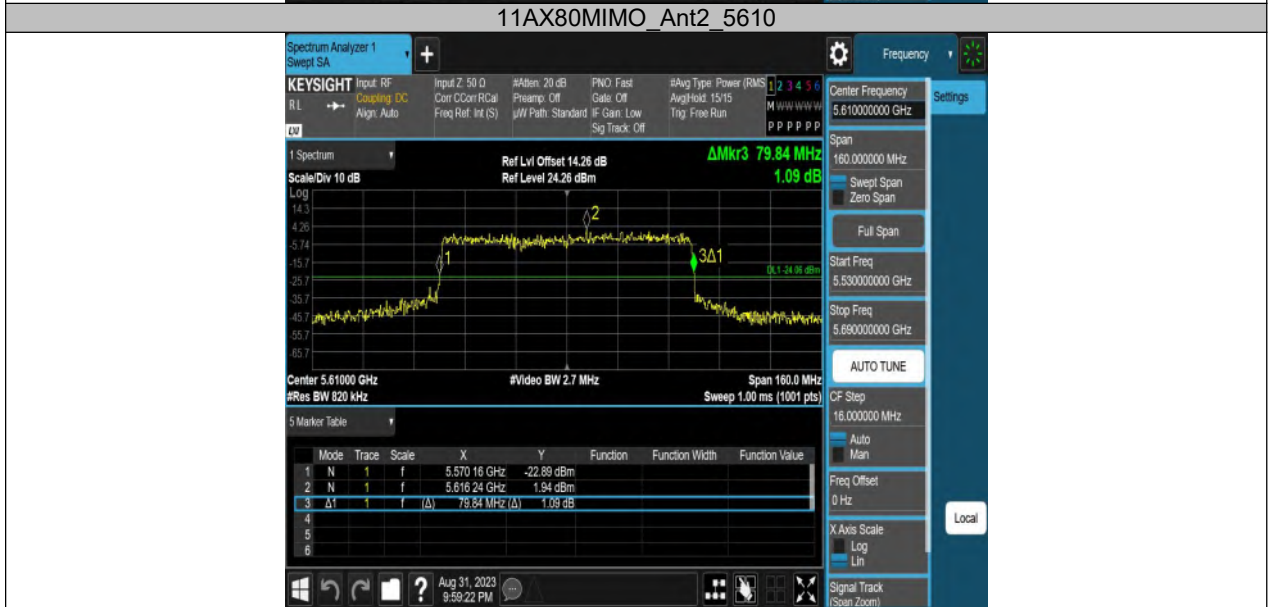 11AX80MIMO_Ant2_5610
Spectrum Analyzer 1
Swept SA
+
Frequency
KEYSIGHT Input: RF
RL
Coupling: DC
Align: Auto
LXI
Input Z: 50 Ω
Corr CCorr RCal
Freq Ref: Int (S)
#Atten: 20 dB
Preamp: Off
µW Path: Standard
PNO: Fast
Gate: Off
IF Gain: Low
Sig Track: Off
#Avg Type: Power (RMS
Avg|Hold: 15/15
Trig: Free Run
1 2 3 4 5 6
M W W W W W
P P P P P P
Center Frequency
5.610000000 GHz
Settings
Span
160.000000 MHz
Swept Span
Zero Span
Full Span
Start Freq
5.530000000 GHz
Stop Freq
5.690000000 GHz
AUTO TUNE
CF Step
16.000000 MHz
Auto
Man
Freq Offset
0 Hz
X Axis Scale
Log
Lin
Signal Track
(Span Zoom)
Local
1 Spectrum
Scale/Div 10 dB
Ref Lvl Offset 14.26 dB
Ref Level 24.26 dBm
ΔMkr3 79.84 MHz
1.09 dB
Log
14.3
4.26
-5.74
-15.7
-25.7
-35.7
-45.7
-55.7
-65.7
1
2
3Δ1
DL1 -24.06 dBm
Center 5.61000 GHz
#Res BW 820 kHz
#Video BW 2.7 MHz
Span 160.0 MHz
Sweep 1.00 ms (1001 pts)
5 Marker Table
Mode Trace Scale X Y Function Function Width Function Value
1 N 1 f 5.570 16 GHz -22.89 dBm
2 N 1 f 5.616 24 GHz 1.94 dBm
3 Δ1 1 f (Δ) 79.84 MHz (Δ) 1.09 dB
4
5
6
?
Aug 31, 2023
9:59:22 PM